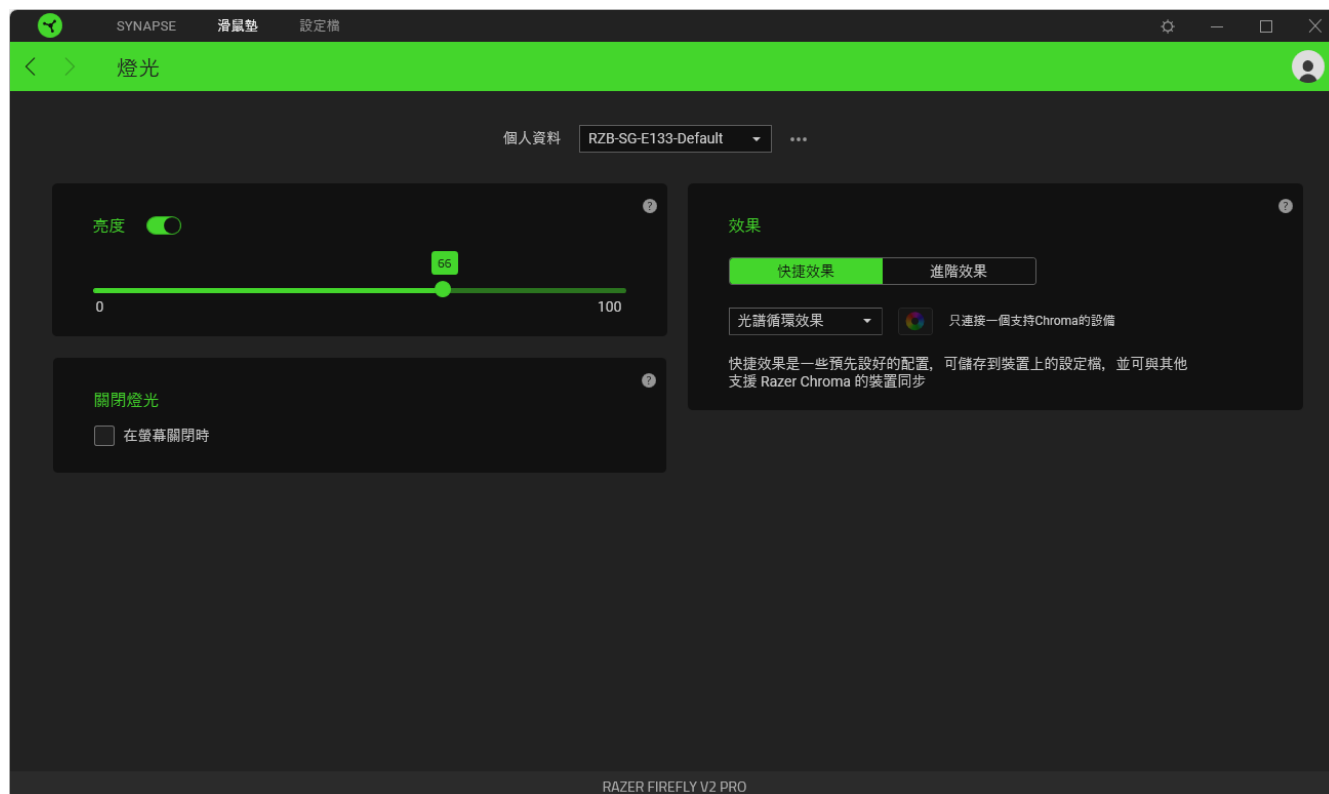 SYNAPSE 滑鼠墊 設定檔
燈光
個人資料 RZB-SG-E133-Default
亮度
66
0 100
關閉燈光
在螢幕關閉時
效果
快捷效果 進階效果
光譜循環效果 只連接一個支持Chroma的設備
快捷效果是一些預先設好的配置，可儲存到裝置上的設定檔，並可與其他
支援 Razer Chroma 的裝置同步
RAZER FIREFLY V2 PRO